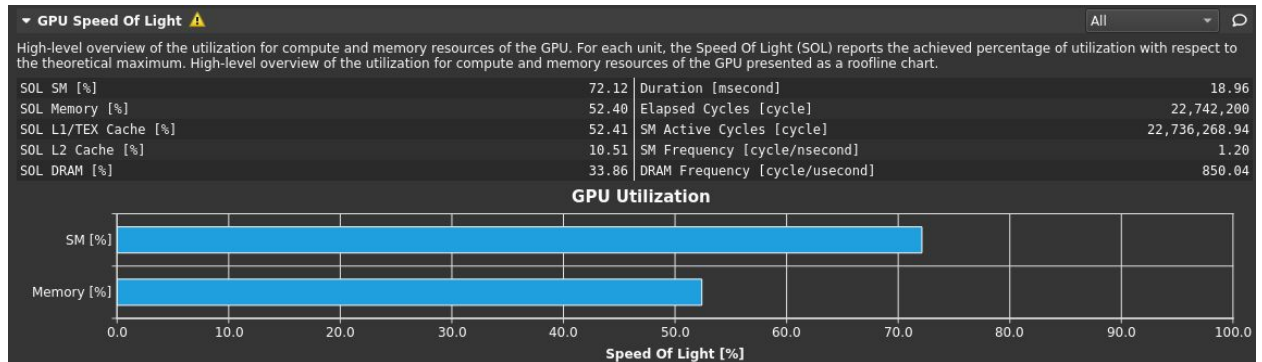 GPU Speed Of Light
All
High-level overview of the utilization for compute and memory resources of the GPU. For each unit, the Speed Of Light (SOL) reports the achieved percentage of utilization with respect to
the theoretical maximum. High-level overview of the utilization for compute and memory resources of the GPU presented as a roofline chart.
SOL SM [%] 72.12 Duration [msecond] 18.96
SOL Memory [%] 52.40 Elapsed Cycles [cycle] 22,742,200
SOL L1/TEX Cache [%] 52.41 SM Active Cycles [cycle] 22,736,268.94
SOL L2 Cache [%] 10.51 SM Frequency [cycle/nsecond] 1.20
SOL DRAM [%] 33.86 DRAM Frequency [cycle/usecond] 850.04
GPU Utilization
SM [%]
Memory [%]
0.0 10.0 20.0 30.0 40.0 50.0 60.0 70.0 80.0 90.0 100.0
Speed Of Light [%]